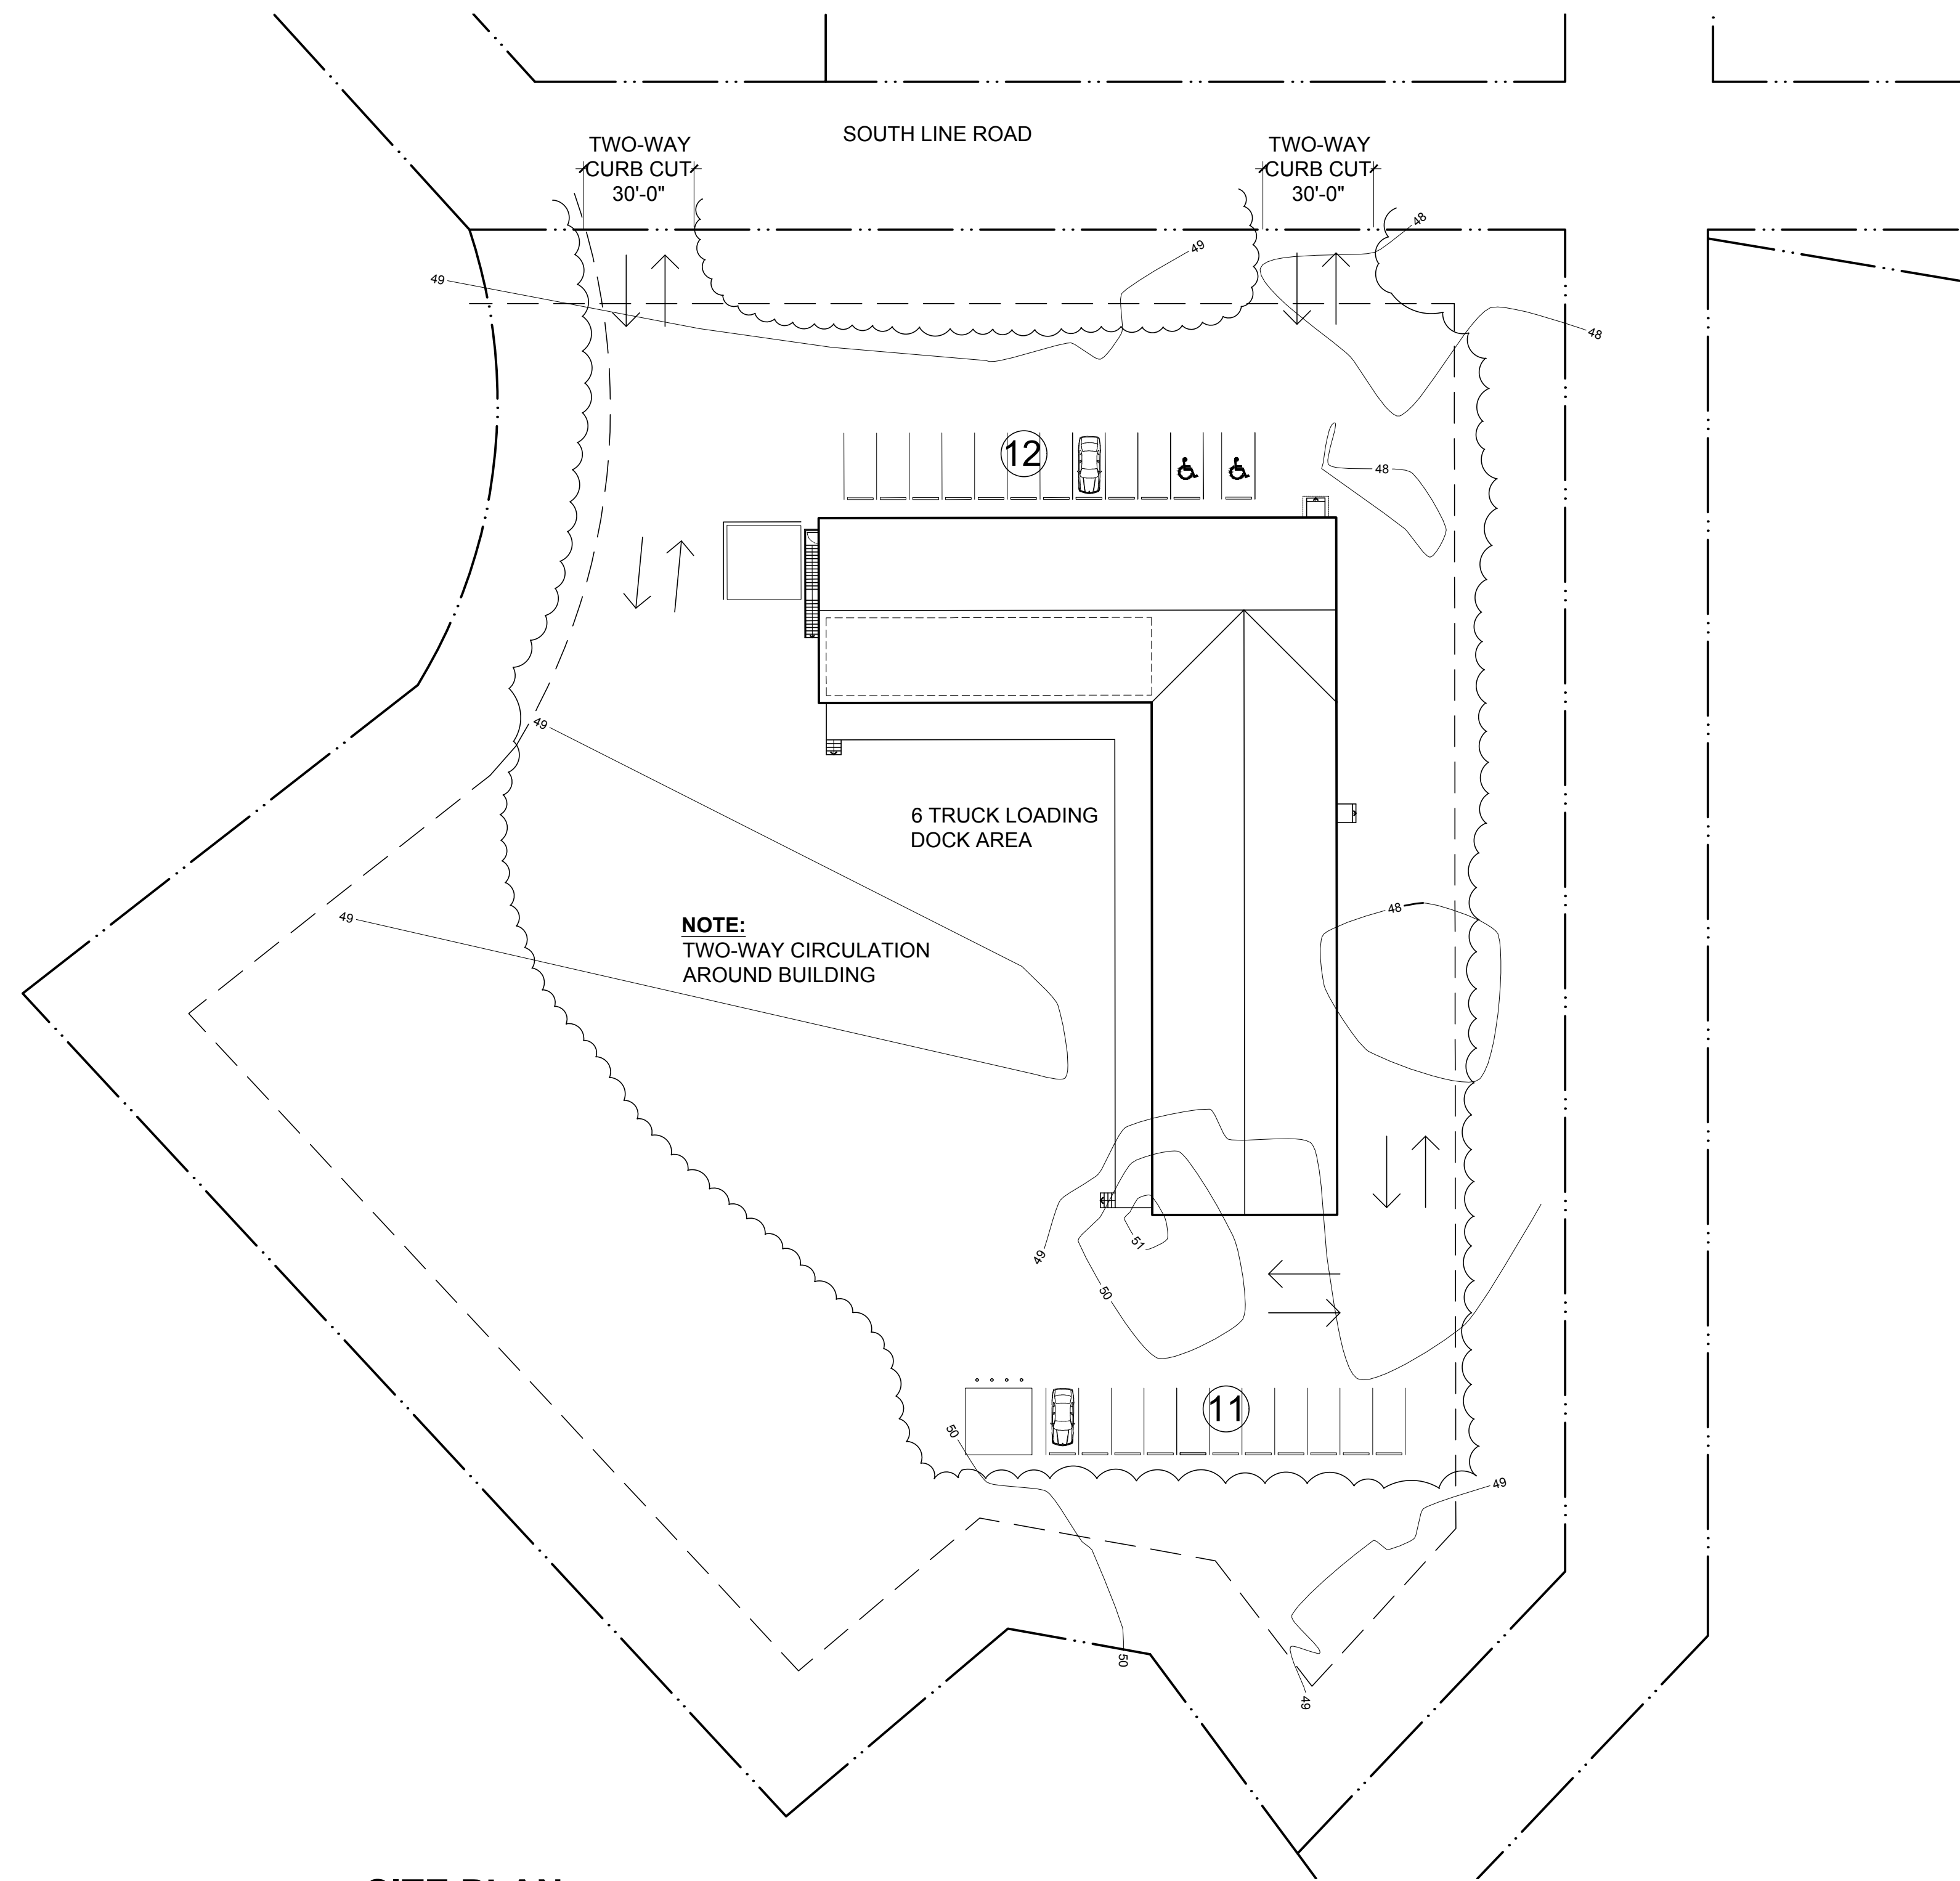 SOUTH LINE ROAD
TWO-WAY
CURB CUT
30'-0"
TWO-WAY
CURB CUT
30'-0"
48
49
49
48
12
48
49
6 TRUCK LOADING
DOCK AREA
48
49
NOTE:
TWO-WAY CIRCULATION
AROUND BUILDING
51
49
50
11
50
49
50
49
SITE PLAN